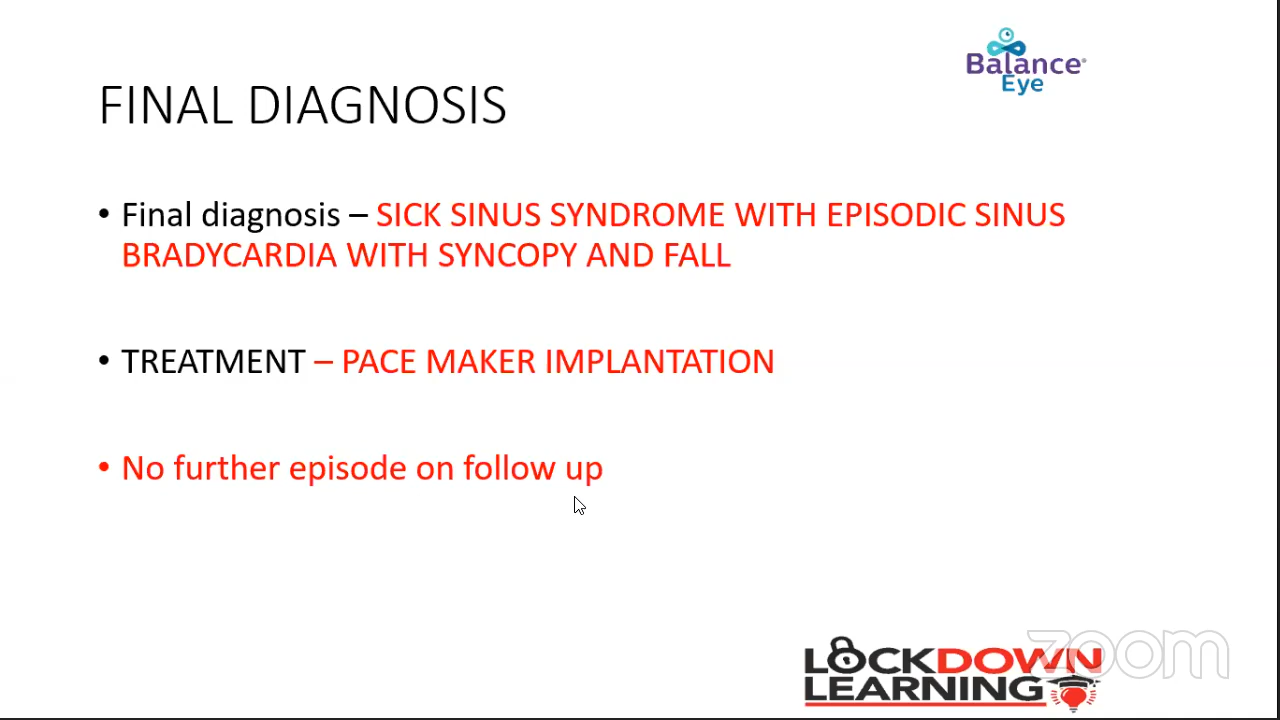 Balance
Eye
FINAL DIAGNOSIS
• Final diagnosis – SICK SINUS SYNDROME WITH EPISODIC SINUS
BRADYCARDIA WITH SYNCOPY AND FALL
• TREATMENT – PACE MAKER IMPLANTATION
• No further episode on follow up
LOCKDOWN
LEARNING
zoom